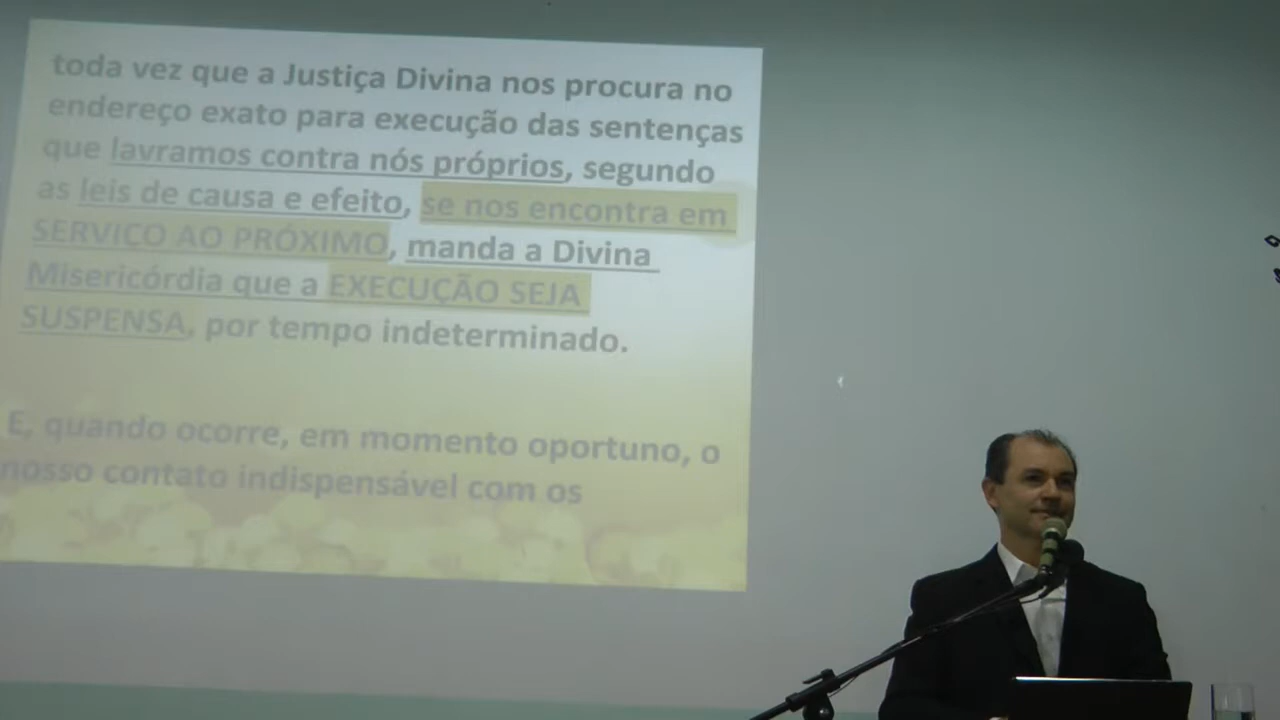 toda vez que a Justiça Divina nos procura no
endereço exato para execução das sentenças
que lavramos contra nós próprios, segundo
as leis de causa e efeito, se nos encontra em
SERVICO AO PRÓXIMO, manda a Divina
Misericórdia que a EXECUÇÃO SEJA
SUSPENSA, por tempo indeterminado.
E, quando ocorre, em momento oportuno, o
nosso contato indispensável com os